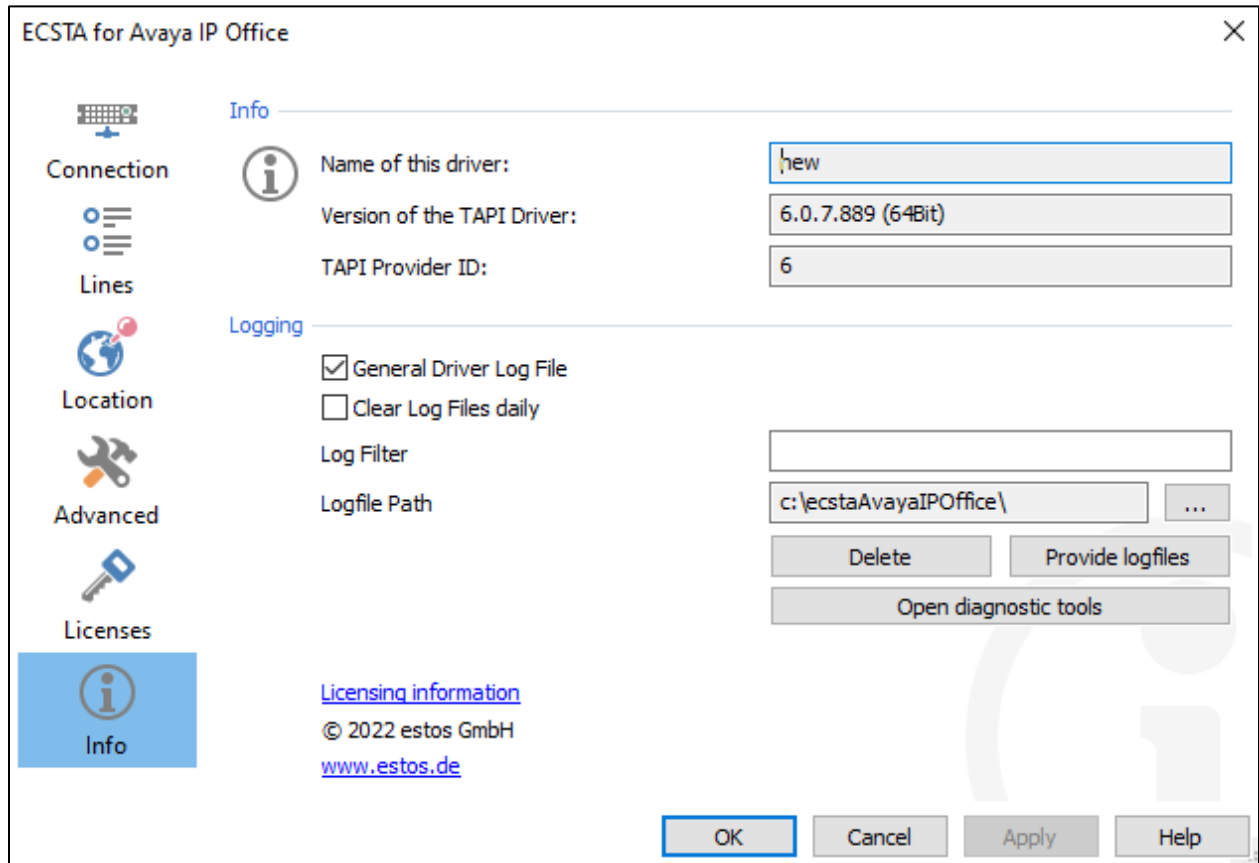 ECSTA for Avaya IP Office
Connection
Lines
Location
Advanced
Licenses
Info
Info
Name of this driver: new
Version of the TAPI Driver: 6.0.7.889 (64Bit)
TAPI Provider ID: 6
Logging
General Driver Log File
Clear Log Files daily
Log Filter
Logfile Path c:\ecstaAvayaIPOffice\ ...
Delete Provide logfiles
Open diagnostic tools
Licensing information
© 2022 estos GmbH
www.estos.de
OK Cancel Apply Help